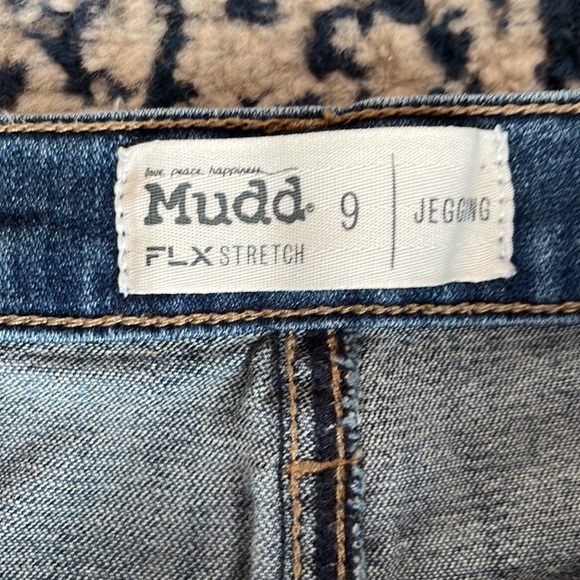 love. peace. happiness.
Mudd® 9 | JEGGING
FLX STRETCH